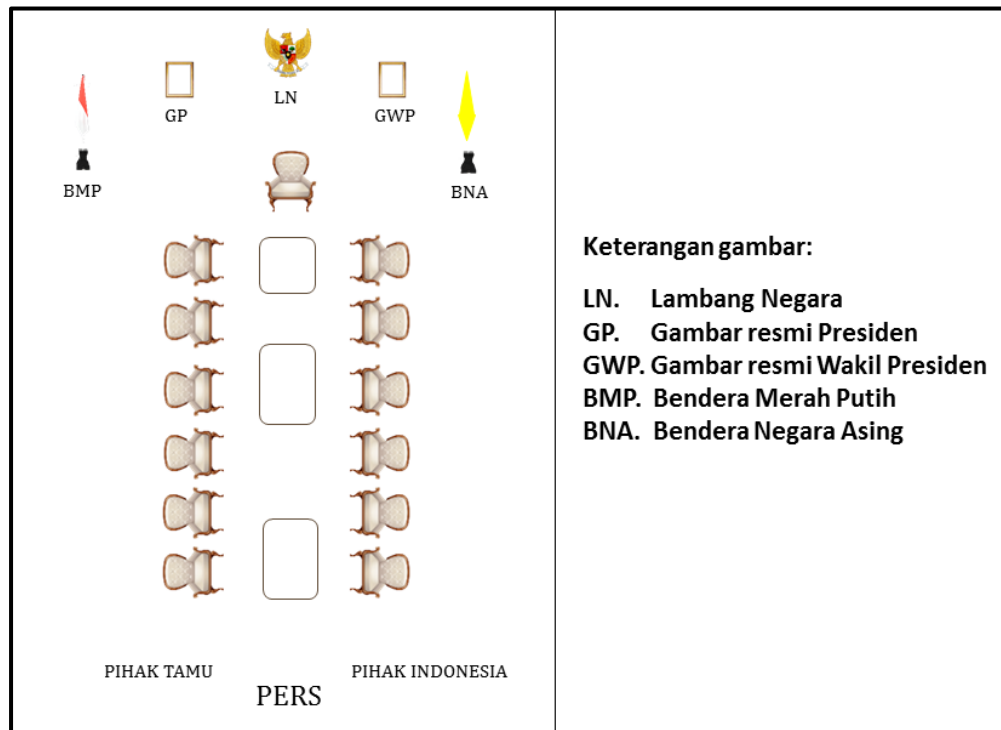 LN
GP
GWP
BMP
BNA
PIHAK TAMU
PIHAK INDONESIA
PERS
Keterangan gambar:
LN. Lambang Negara
GP. Gambar resmi Presiden
GWP. Gambar resmi Wakil Presiden
BMP. Bendera Merah Putih
BNA. Bendera Negara Asing